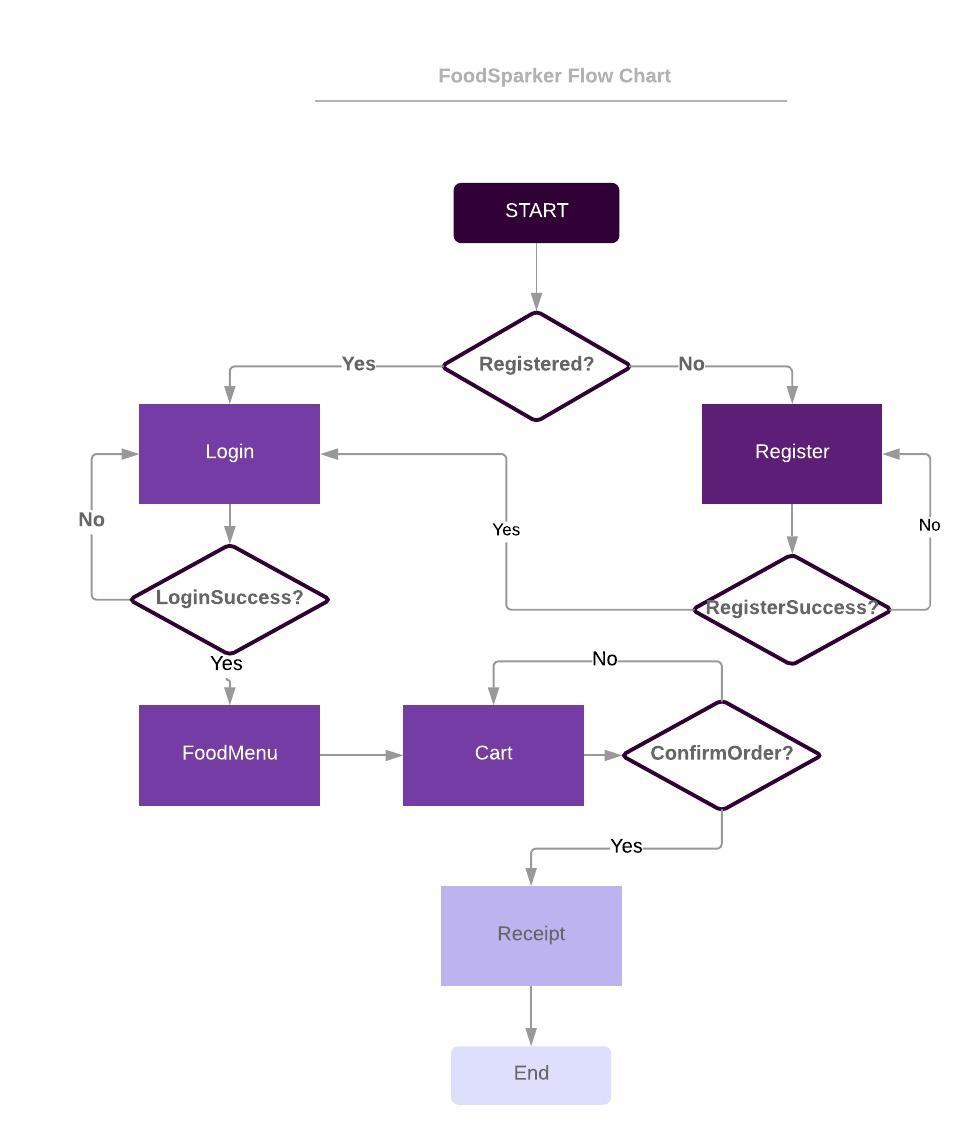 FoodSparker Flow Chart
START
Registered?
Yes
No
Login
Register
No
Yes
No
LoginSuccess?
RegisterSuccess?
Yes
No
FoodMenu
Cart
ConfirmOrder?
Yes
Receipt
End